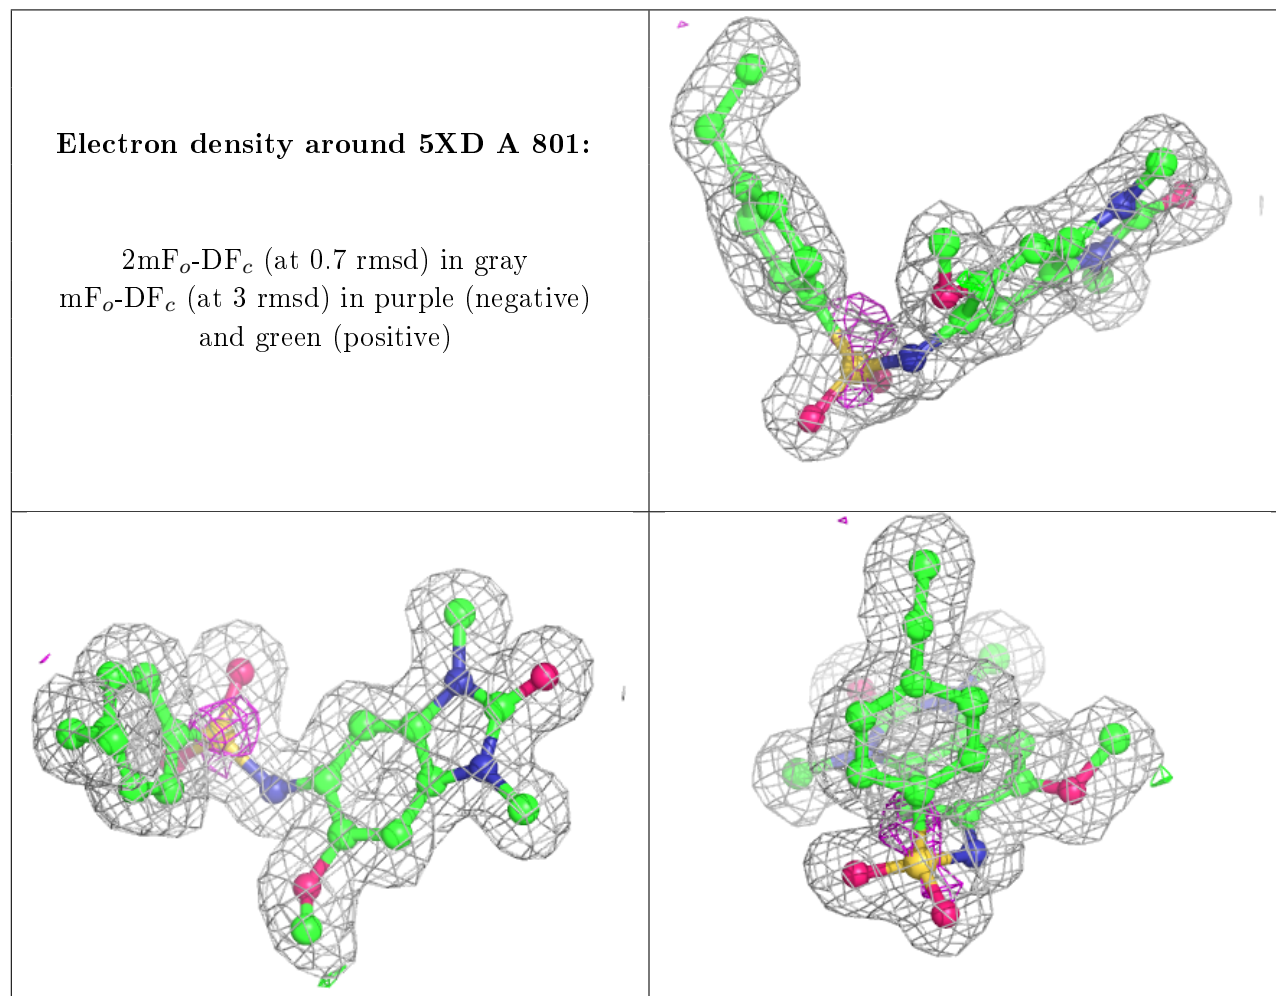 Electron density around 5XD A 801:
2mFₒ-DF𝒸 (at 0.7 rmsd) in gray
mFₒ-DF𝒸 (at 3 rmsd) in purple (negative)
and green (positive)